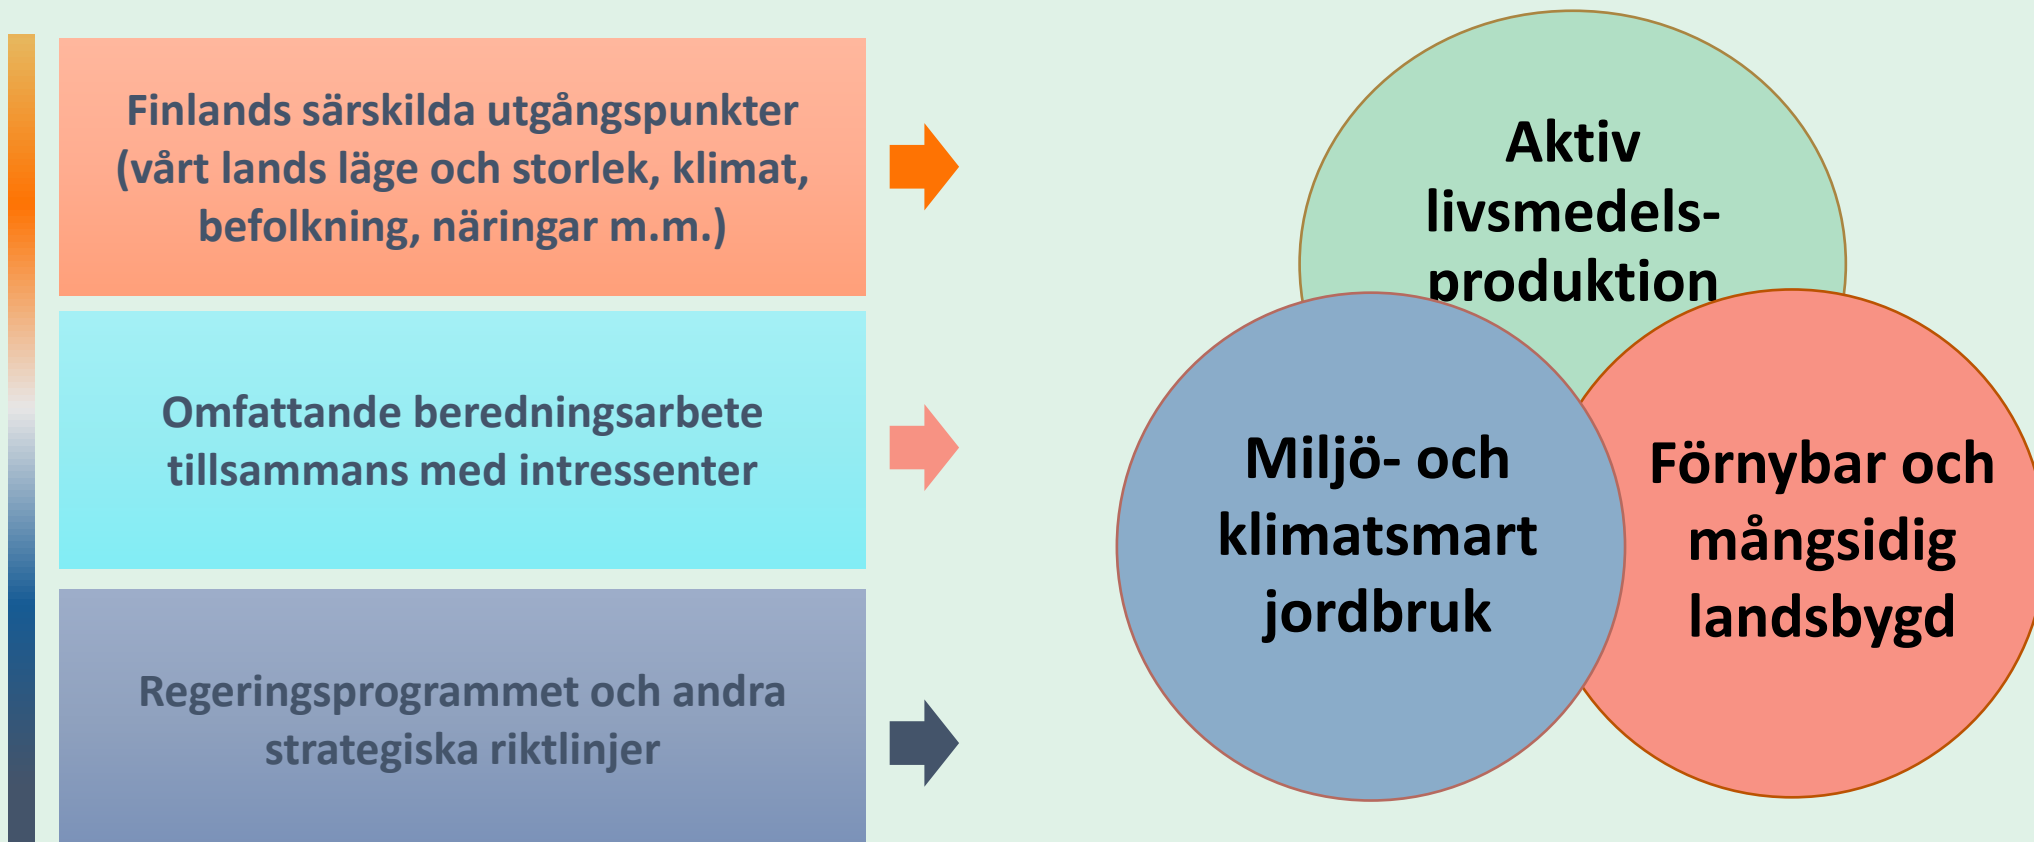 Finlands särskilda utgångspunkter
(vårt lands läge och storlek, klimat,
befolkning, näringar m.m.)
Omfattande beredningsarbete
tillsammans med intressenter
Regeringsprogrammet och andra
strategiska riktlinjer
Aktiv
livsmedels-
produktion
Miljö- och
klimatsmart
jordbruk
Förnybar och
mångsidig
landsbygd